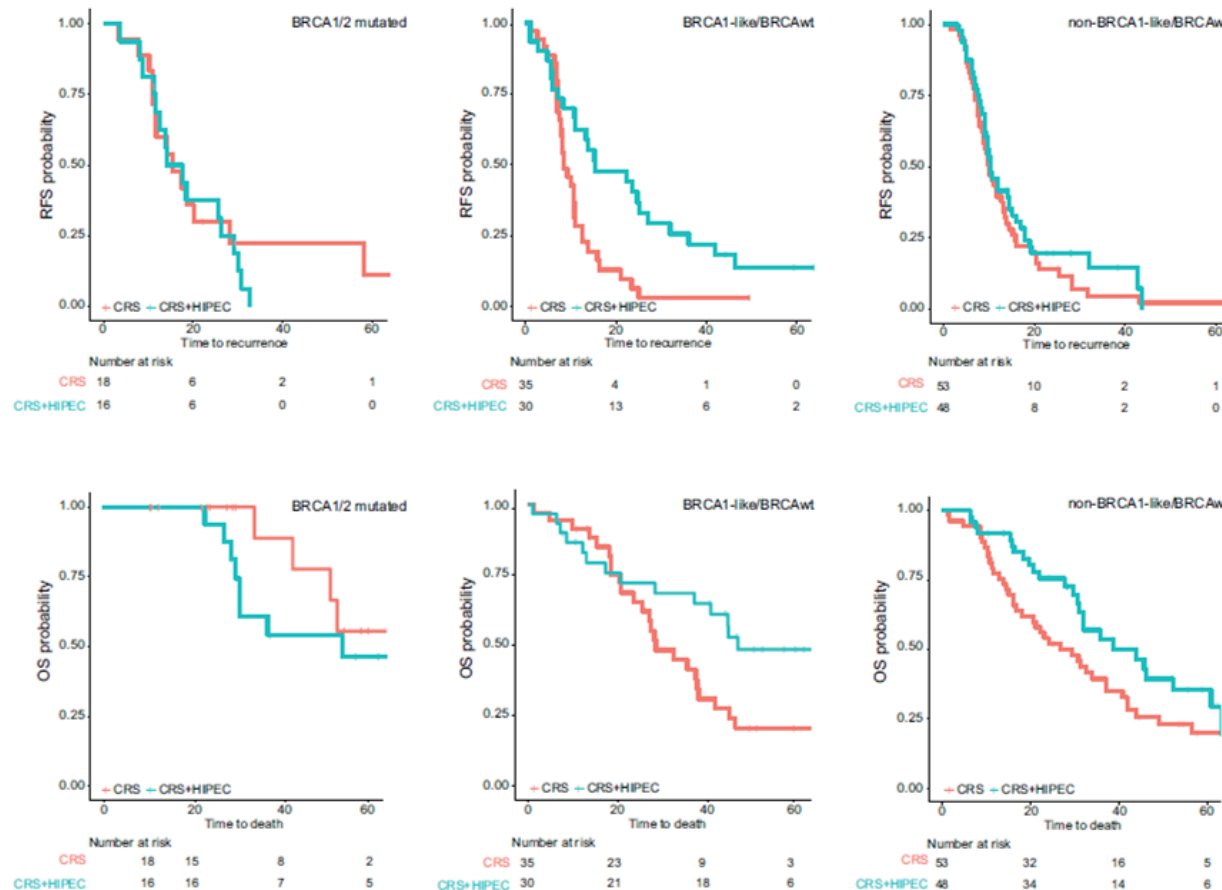 BRCA1/2 mutated
1.00
0.75
0.50
0.25
0.00
RFS probability
CRS CRS+HIPEC
0 20 40 60
Time to recurrence
Number at risk
CRS 18 6 2 1
CRS+HIPEC 16 6 0 0
BRCA1-like/BRCAwt
1.00
0.75
0.50
0.25
0.00
RFS probability
CRS CRS+HIPEC
0 20 40 60
Time to recurrence
Number at risk
CRS 35 4 1 0
CRS+HIPEC 30 13 6 2
non-BRCA1-like/BRCAw
1.00
0.75
0.50
0.25
0.00
RFS probability
CRS CRS+HIPEC
0 20 40 60
Time to recurrence
Number at risk
CRS 53 10 2 1
CRS+HIPEC 48 8 2 0
BRCA1/2 mutated
1.00
0.75
0.50
0.25
0.00
OS probability
CRS CRS+HIPEC
0 20 40 60
Time to death
Number at risk
CRS 18 15 8 2
CRS+HIPEC 16 16 7 5
BRCA1-like/BRCAwt
1.00
0.75
0.50
0.25
0.00
OS probability
CRS CRS+HIPEC
0 20 40 60
Time to death
Number at risk
CRS 35 23 9 3
CRS+HIPEC 30 21 18 6
non-BRCA1-like/BRCAw
1.00
0.75
0.50
0.25
0.00
OS probability
CRS CRS+HIPEC
0 20 40 60
Time to death
Number at risk
CRS 53 32 16 5
CRS+HIPEC 48 34 14 6